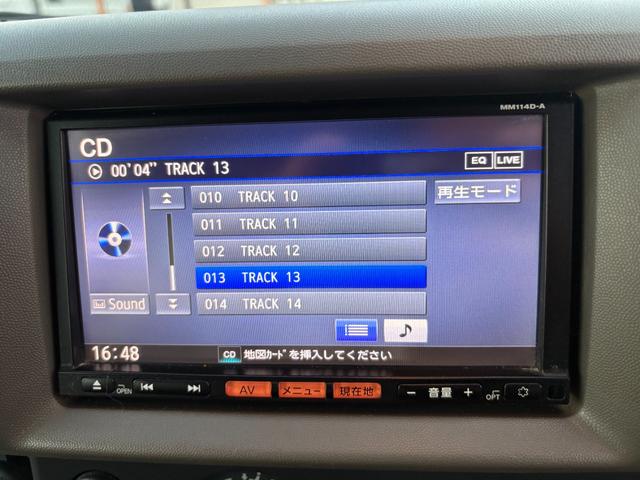 MM114D-A
CD
00'04" TRACK 13
EQ LIVE
010 TRACK 10
再生モード
011 TRACK 11
012 TRACK 12
013 TRACK 13
Sound
014 TRACK 14
16:48
CD 地図ｶｰﾄﾞを挿入してください
OPEN
AV
メニュー
現在地
− 音量 +
OPT